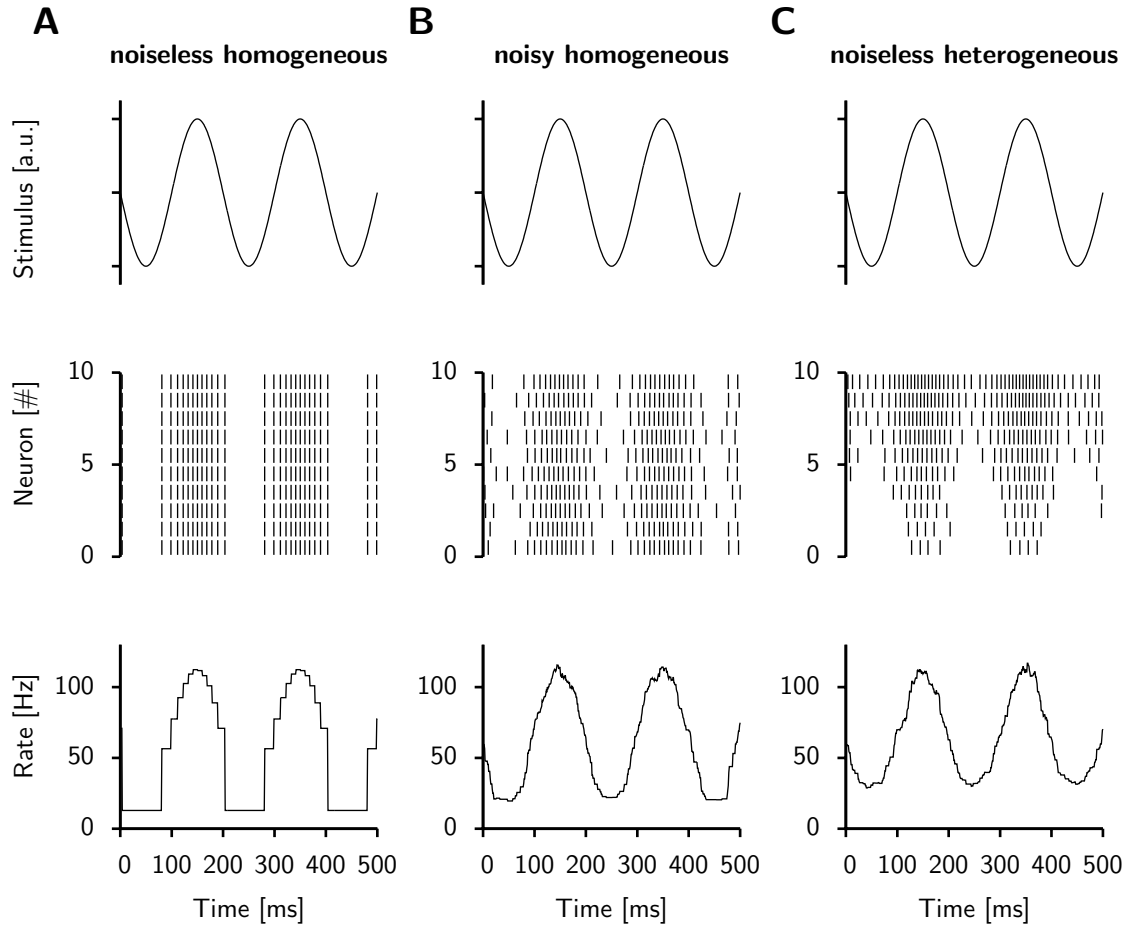 A
B
C
noiseless homogeneous
noisy homogeneous
noiseless heterogeneous
Stimulus [a.u.]
Neuron [#]
10
5
0
10
5
0
10
5
0
Rate [Hz]
100
50
0
100
50
0
100
50
0
0 100 200 300 400 500
0 100 200 300 400 500
0 100 200 300 400 500
Time [ms]
Time [ms]
Time [ms]